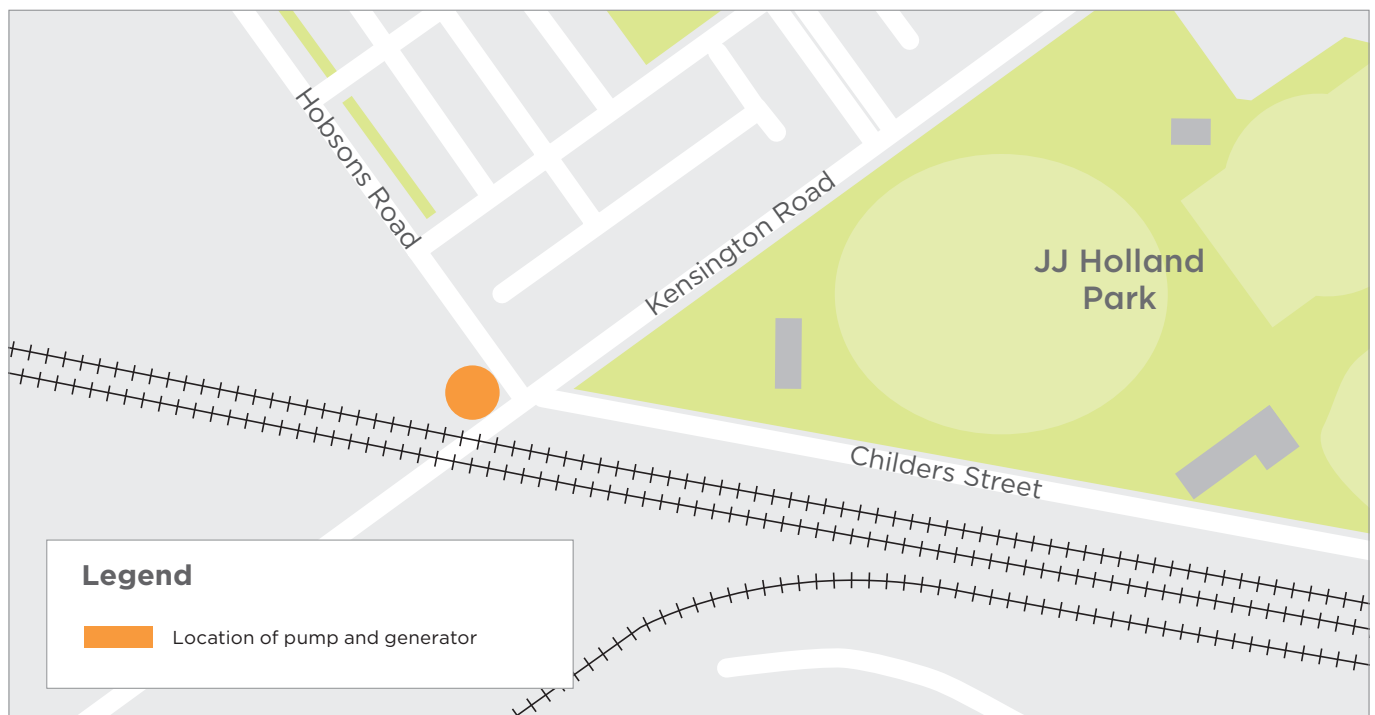 Hobsons Road
Kensington Road
JJ Holland
Park
Childers Street
Legend
Location of pump and generator